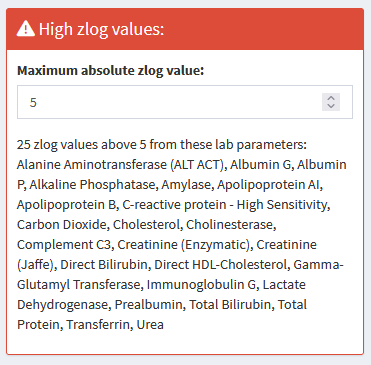 High zlog values:
Maximum absolute zlog value:
5
25 zlog values above 5 from these lab parameters:
Alanine Aminotransferase (ALT ACT), Albumin G, Albumin
P, Alkaline Phosphatase, Amylase, Apolipoprotein AI,
Apolipoprotein B, C-reactive protein - High Sensitivity,
Carbon Dioxide, Cholesterol, Cholinesterase,
Complement C3, Creatinine (Enzymatic), Creatinine
(Jaffe), Direct Bilirubin, Direct HDL-Cholesterol, Gamma-
Glutamyl Transferase, Immunoglobulin G, Lactate
Dehydrogenase, Prealbumin, Total Bilirubin, Total
Protein, Transferrin, Urea